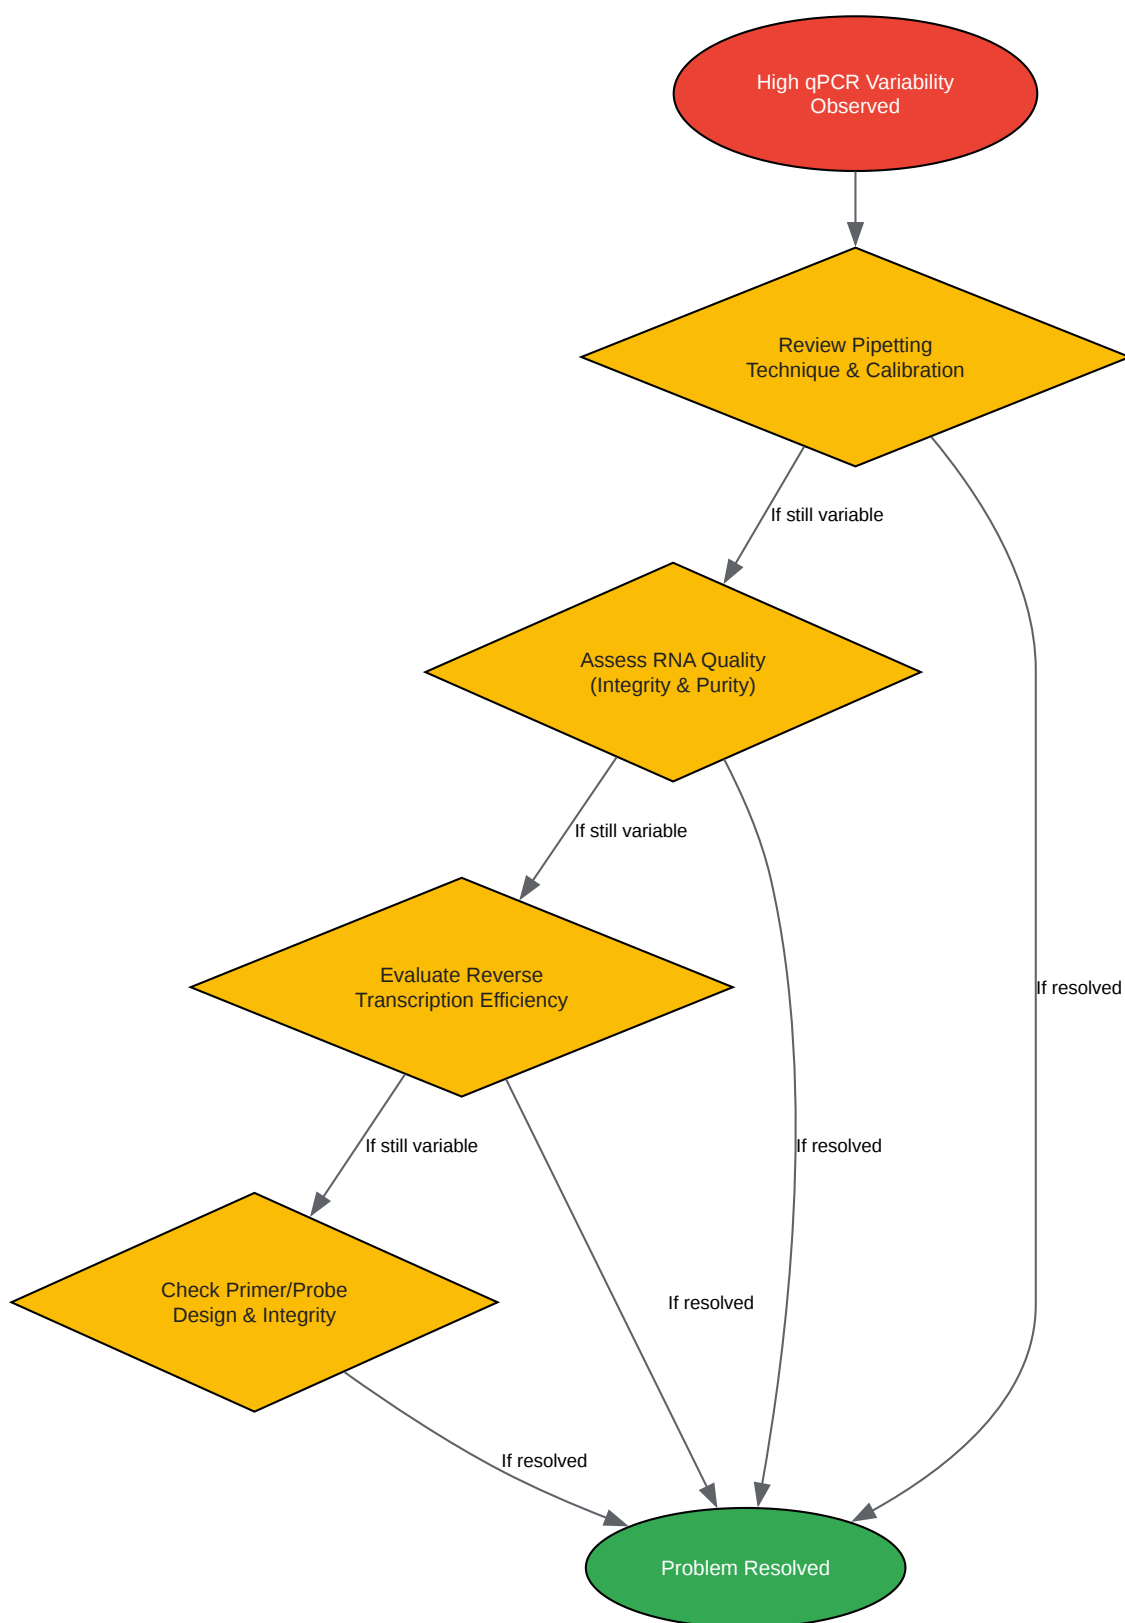 High qPCR Variability
Observed
Review Pipetting
Technique & Calibration
If still variable
Assess RNA Quality
(Integrity & Purity)
If still variable
Evaluate Reverse
Transcription Efficiency
If resolved
If still variable
If resolved
Check Primer/Probe
Design & Integrity
If resolved
If resolved
Problem Resolved